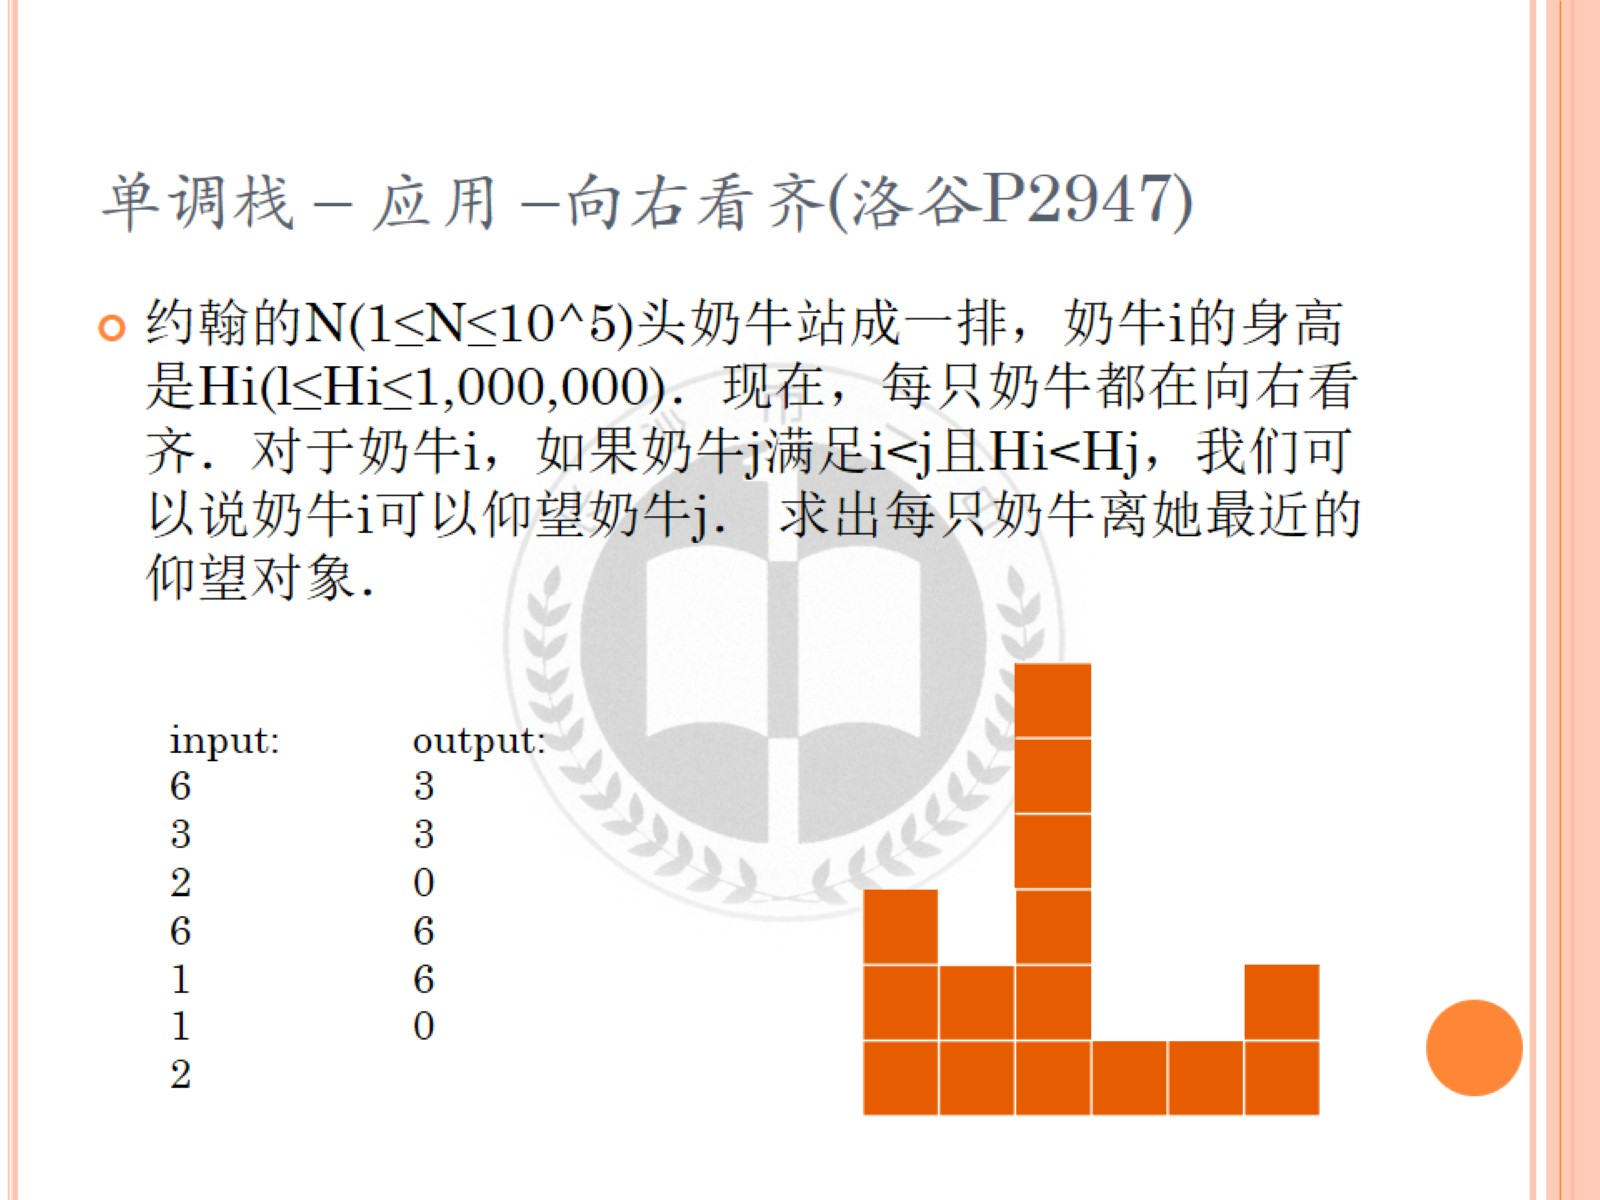 单调栈 – 应用 –向右看齐(洛谷P2947)
约翰的N(1≤N≤10^5)头奶牛站成一排，奶牛i的身高
是Hi(l≤Hi≤1,000,000)．现在，每只奶牛都在向右看
齐．对于奶牛i，如果奶牛j满足i<j且Hi<Hj，我们可
以说奶牛i可以仰望奶牛j． 求出每只奶牛离她最近的
仰望对象．
input:
6
3
2
6
1
1
2
output:
3
3
0
6
6
0